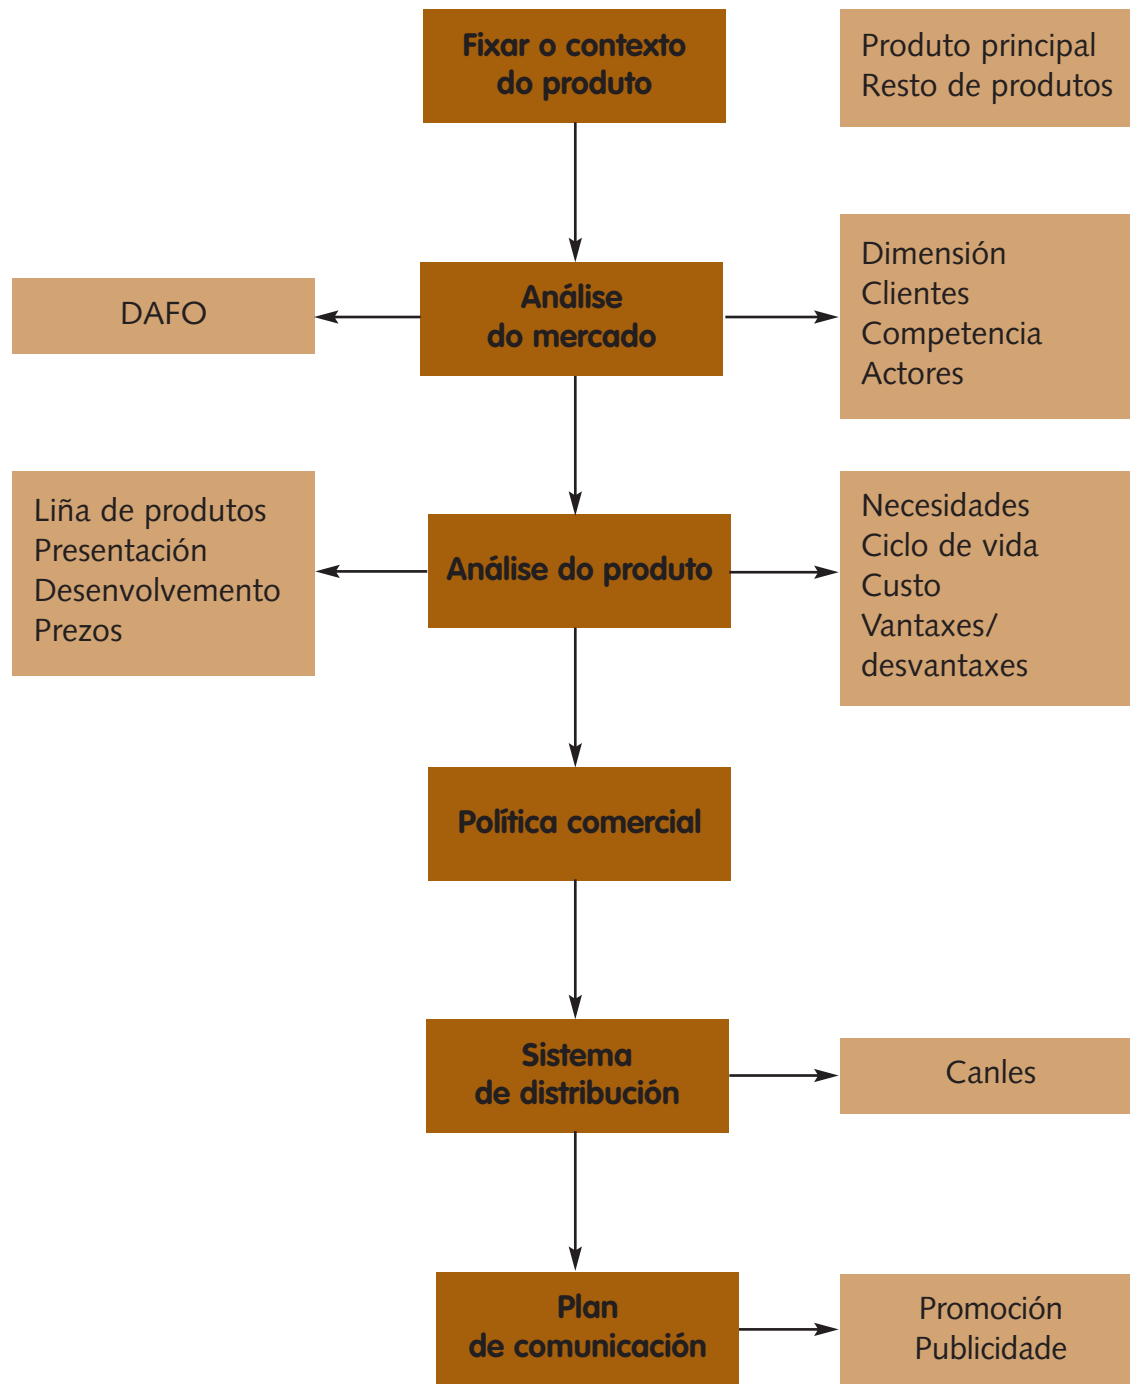 Fixar o contexto
do produto
Produto principal
Resto de produtos
DAFO
Análise
do mercado
Dimensión
Clientes
Competencia
Actores
Liña de produtos
Presentación
Desenvolvemento
Prezos
Análise do produto
Necesidades
Ciclo de vida
Custo
Vantaxes/
desvantaxes
Política comercial
Sistema
de distribución
Canles
Plan
de comunicación
Promoción
Publicidade